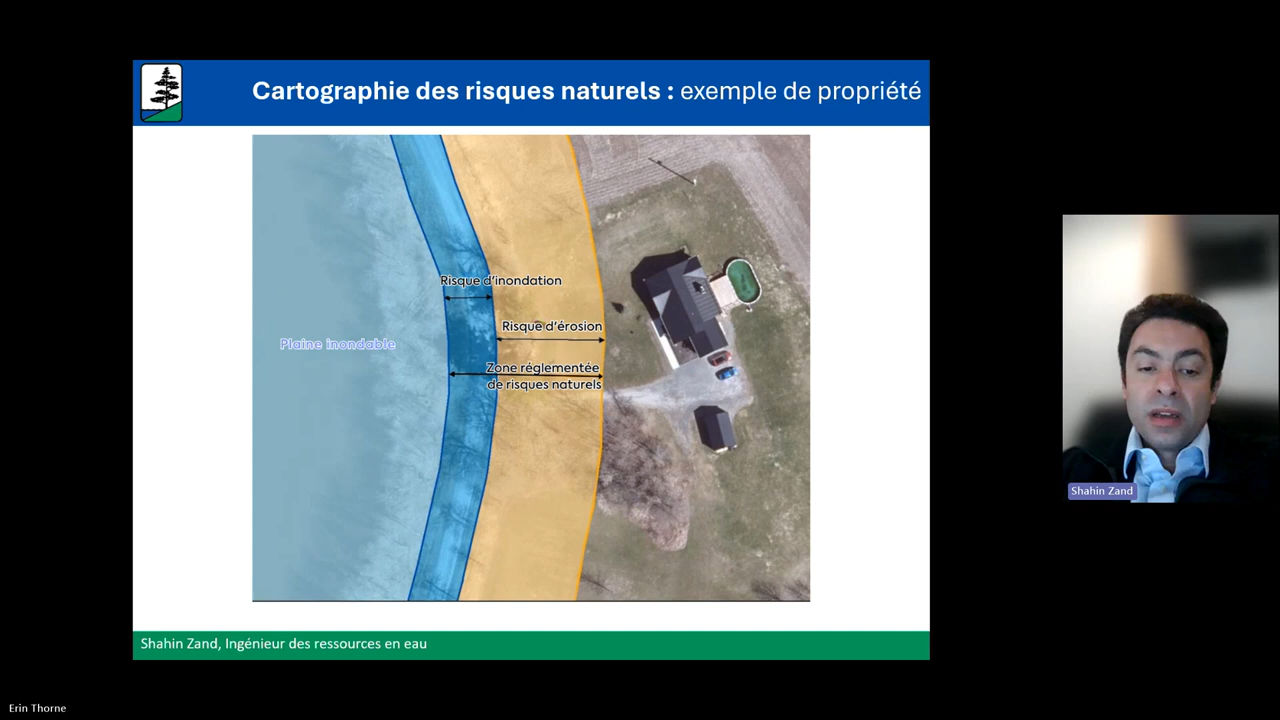 Cartographie des risques naturels : exemple de propriété
Risque d'inondation
Risque d'érosion
Plaine inondable
Zone réglementée
de risques naturels
Shahin Zand
Shahin Zand, Ingénieur des ressources en eau
Erin Thorne